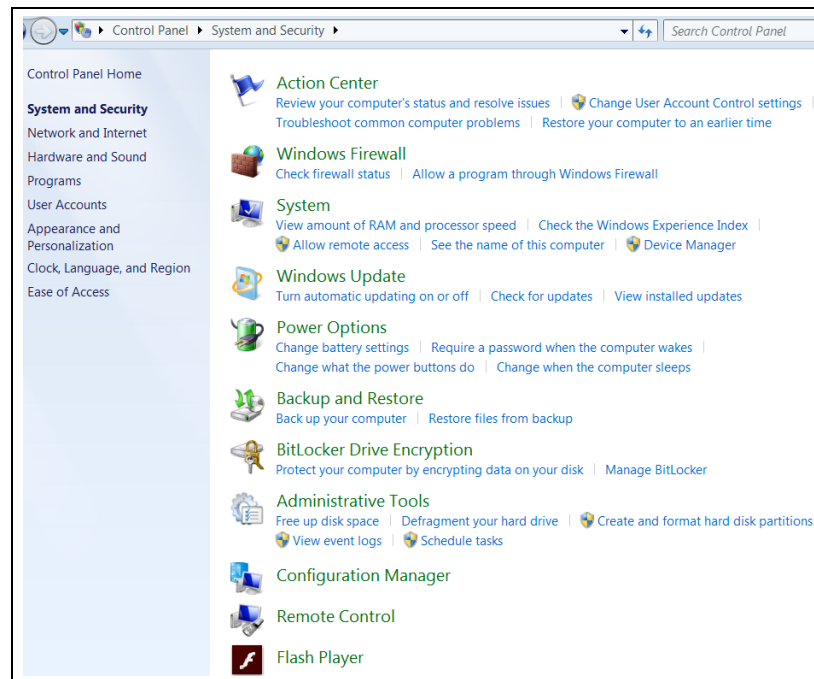 Control Panel System and Security
Search Control Panel
Control Panel Home
System and Security
Network and Internet
Hardware and Sound
Programs
User Accounts
Appearance and
Personalization
Clock, Language, and Region
Ease of Access
Action Center
Review your computer's status and resolve issues Change User Account Control settings
Troubleshoot common computer problems Restore your computer to an earlier time
Windows Firewall
Check firewall status Allow a program through Windows Firewall
System
View amount of RAM and processor speed Check the Windows Experience Index
Allow remote access See the name of this computer Device Manager
Windows Update
Turn automatic updating on or off Check for updates View installed updates
Power Options
Change battery settings Require a password when the computer wakes
Change what the power buttons do Change when the computer sleeps
Backup and Restore
Back up your computer Restore files from backup
BitLocker Drive Encryption
Protect your computer by encrypting data on your disk Manage BitLocker
Administrative Tools
Free up disk space Defragment your hard drive Create and format hard disk partitions
View event logs Schedule tasks
Configuration Manager
Remote Control
Flash Player